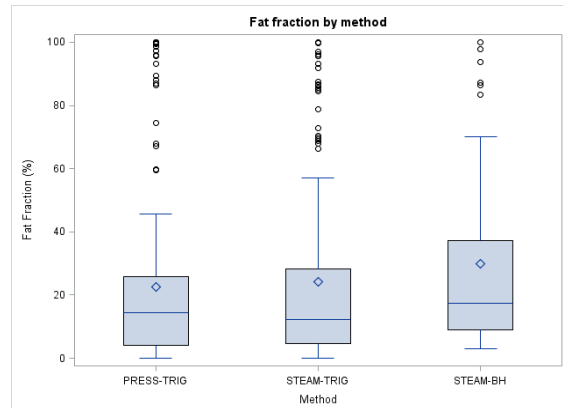 Fat fraction by method
100
80
60
40
20
0
Fat Fraction (%)
PRESS-TRIG
STEAM-TRIG
STEAM-BH
Method